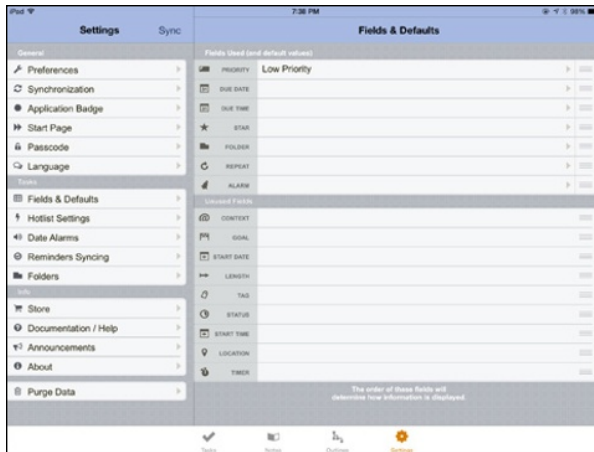 iPod
7:38 PM
98%
Settings
Sync
Fields & Defaults
General
Preferences
Synchronization
Application Badge
Start Page
Passcode
Language
Tasks
Fields & Defaults
Hotlist Settings
Date Alarms
Reminders Syncing
Folders
Info
Store
Documentation / Help
Announcements
About
Purge Data
Fields Used (and default values)
PRIORITY Low Priority
DUE DATE
DUE TIME
STAR
FOLDER
REPEAT
ALARM
Unused Fields
CONTEXT
GOAL
START DATE
LENGTH
TAG
STATUS
START TIME
LOCATION
TIMER
The order of these fields will
determine how information is displayed.
Tasks
Notes
Outlines
Settings